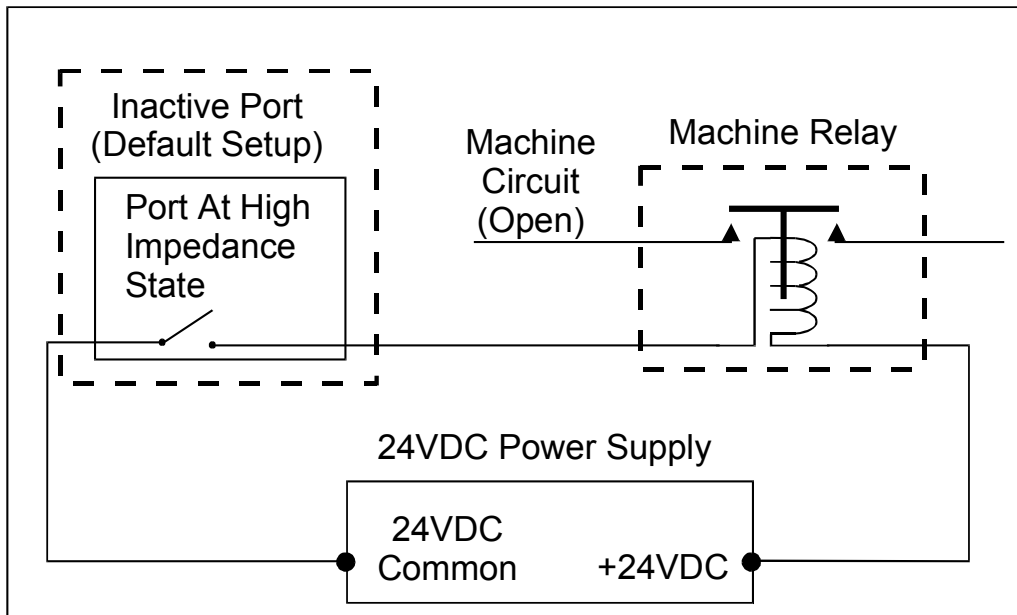 Inactive Port
(Default Setup)
Port At High
Impedance
State
Machine
Circuit
(Open)
Machine Relay
24VDC Power Supply
24VDC
Common
+24VDC